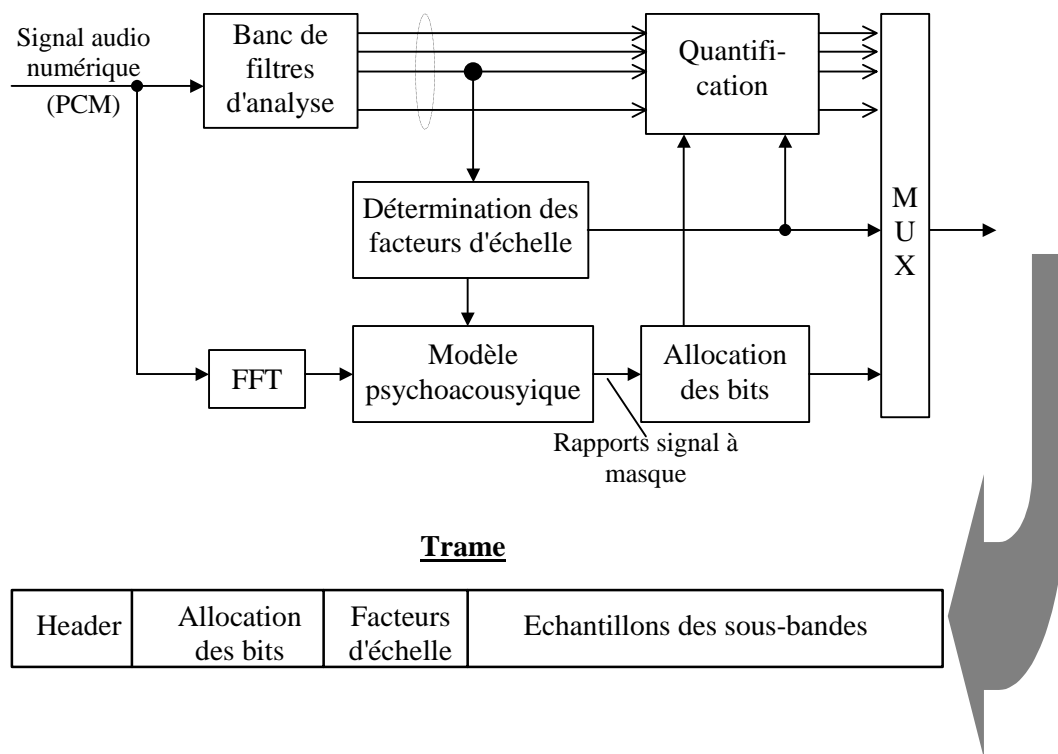 Signal audio
numérique
(PCM)
Banc de
filtres
d'analyse
Quantifi-
cation
Détermination des
facteurs d'échelle
M
U
X
FFT
Modèle
psychoacousyique
Allocation
des bits
Rapports signal à
masque
Trame
Header
Allocation
des bits
Facteurs
d'échelle
Echantillons des sous-bandes